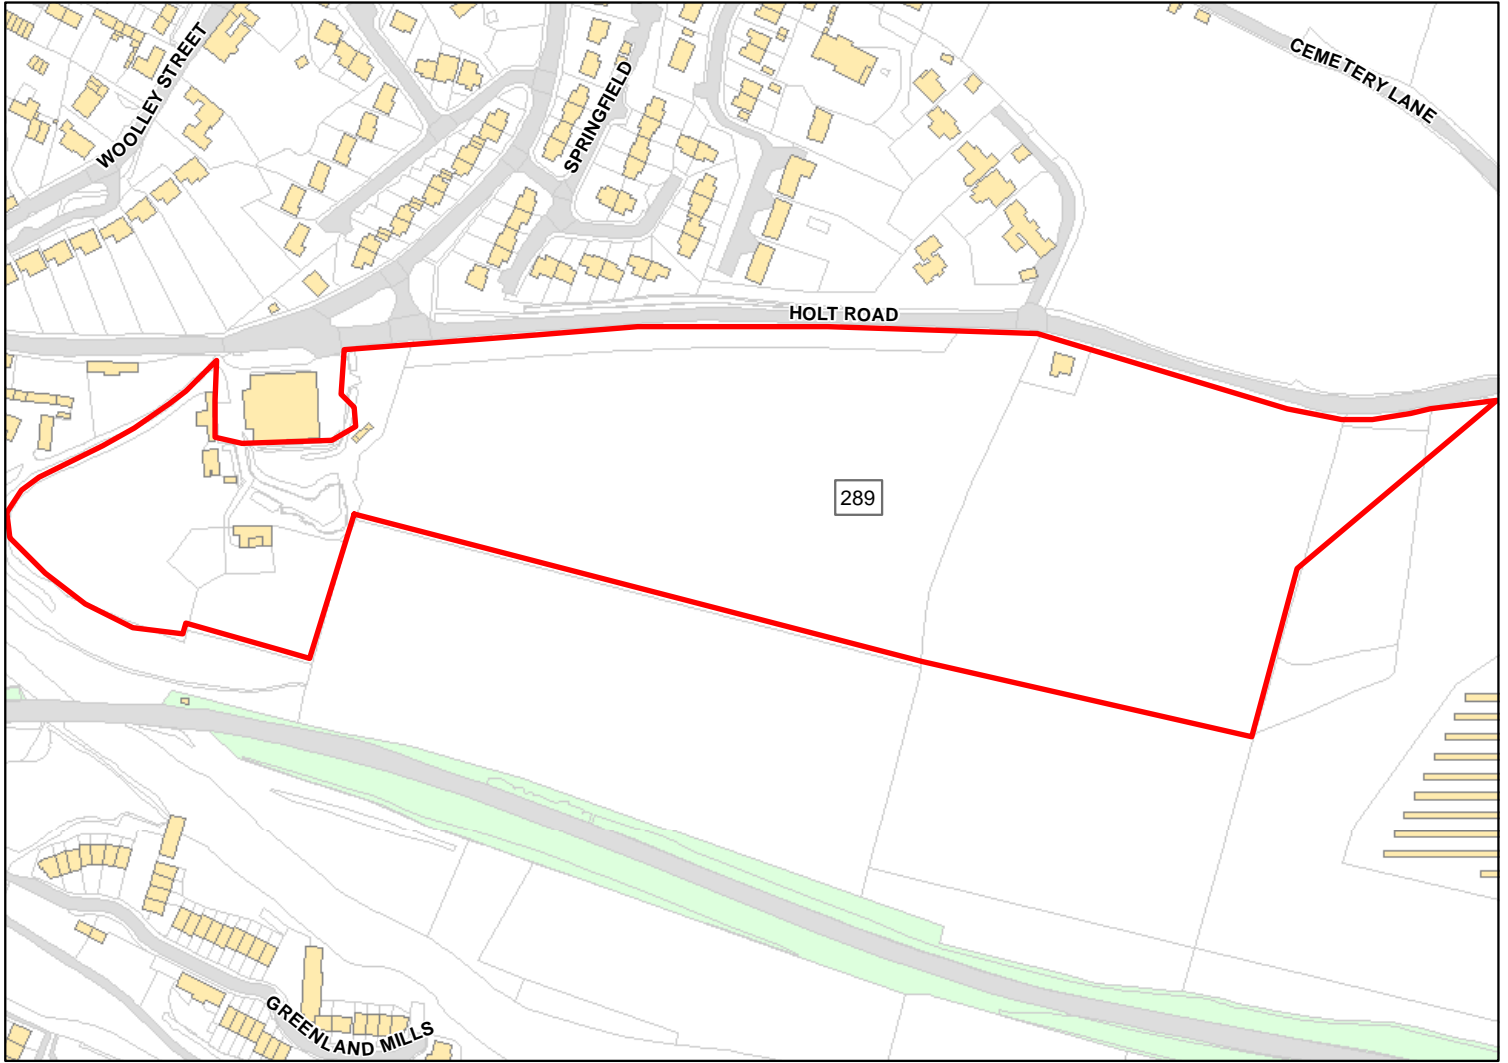 WOOLLEY STREET
SPRINGFIELD
CEMETERY LANE
HOLT ROAD
289
GREENLAND MILLS